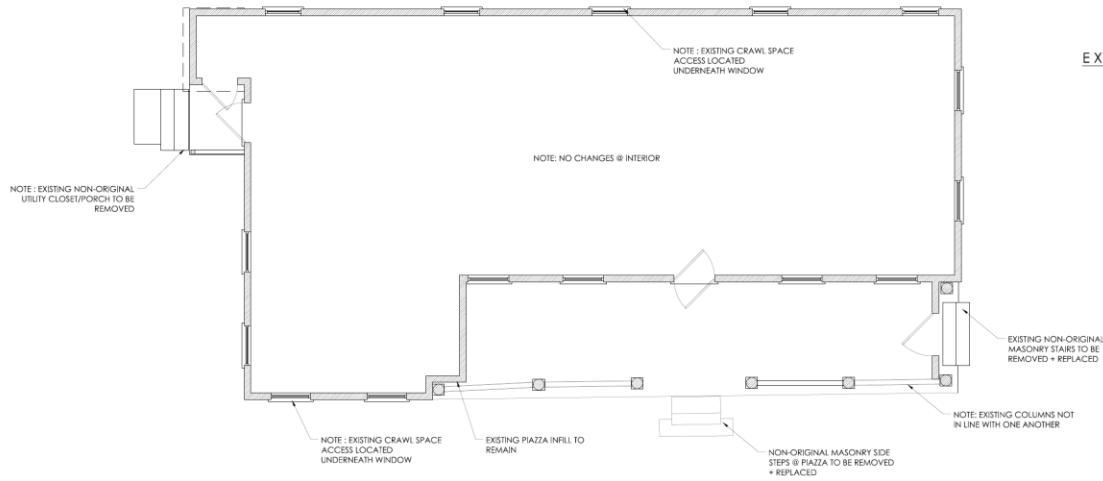 NOTE : EXISTING CRAWL SPACE
ACCESS LOCATED
UNDERNEATH WINDOW
EX
NOTE: NO CHANGES @ INTERIOR
NOTE : EXISTING NON-ORIGINAL
UTILITY CLOSET/PORCH TO BE
REMOVED
EXISTING NON-ORIGINAL
MASONRY STAIRS TO BE
REMOVED + REPLACED
NOTE: EXISTING COLUMNS NOT
IN LINE WITH ONE ANOTHER
NOTE : EXISTING CRAWL SPACE
ACCESS LOCATED
UNDERNEATH WINDOW
EXISTING PIAZZA INFILL TO
REMAIN
NON-ORIGINAL MASONRY SIDE
STEPS @ PIAZZA TO BE REMOVED
+ REPLACED